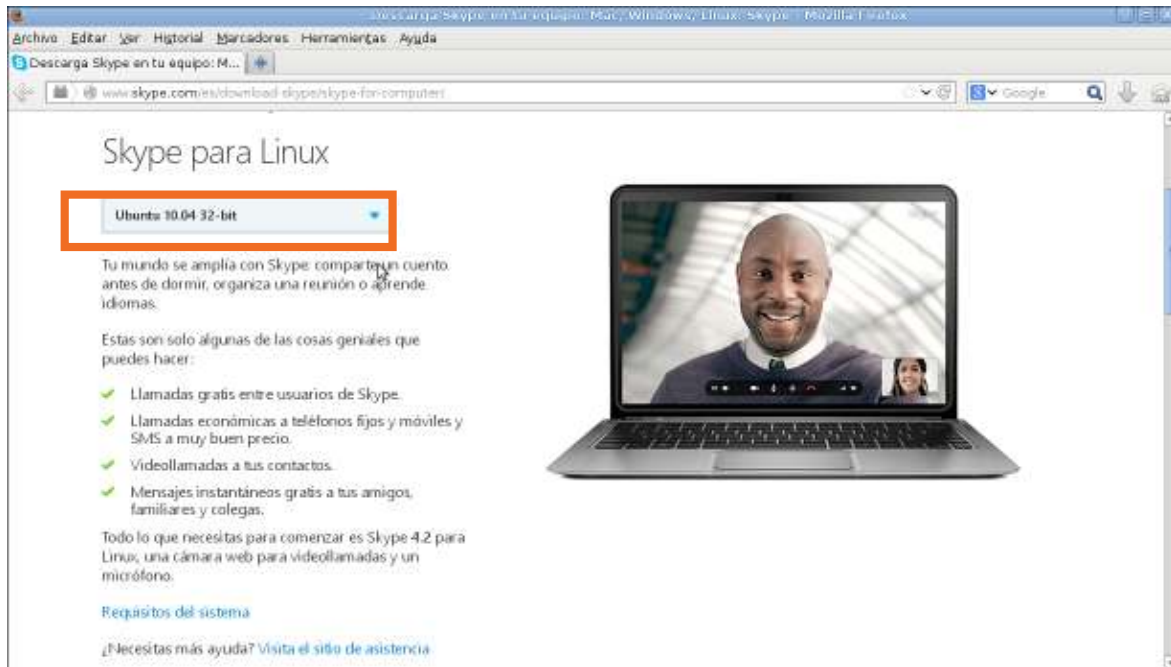 Descarga Skype en tu equipo: Mac, Windows, Linux. Skype - Mozilla Firefox
Archivo Editar Ver Historial Marcadores Herramientas Ayuda
Descarga Skype en tu equipo: M...
www.skype.com/es/download-skype/skype-for-computer/
Google
Skype para Linux
Ubuntu 10.04 32-bit
Tu mundo se amplía con Skype: comparte un cuento
antes de dormir, organiza una reunión o aprende
idiomas.
Estas son solo algunas de las cosas geniales que
puedes hacer:
Llamadas gratis entre usuarios de Skype.
Llamadas económicas a teléfonos fijos y móviles y
SMS a muy buen precio.
Videollamadas a tus contactos.
Mensajes instantáneos gratis a tus amigos,
familiares y colegas.
Todo lo que necesitas para comenzar es Skype 4.2 para
Linux, una cámara web para videollamadas y un
micrófono.
Requisitos del sistema
¿Necesitas más ayuda? Visita el sitio de asistencia